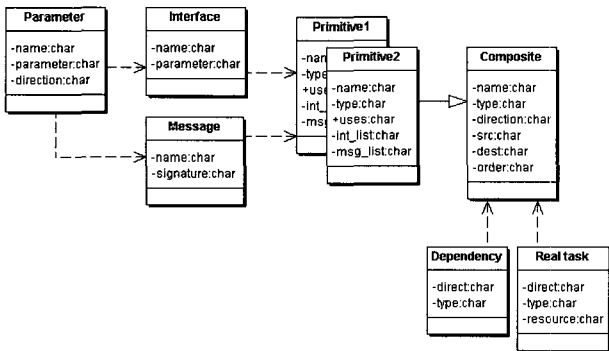 Parameter
-name:char
-parameter:char
-direction:char
Interface
-name:char
-parameter:char
Message
-name:char
-signature:char
Primitive1
+use
-int_
Primitive2
-name:char
-type:char
+uses:char
-int_list:char
-msg_list:char
Composite
-name:char
-type:char
-direction:char
-src:char
-dest:char
-order:char
Dependency
-direct:char
-type:char
Real task
-direct:char
-type:char
-resource:char